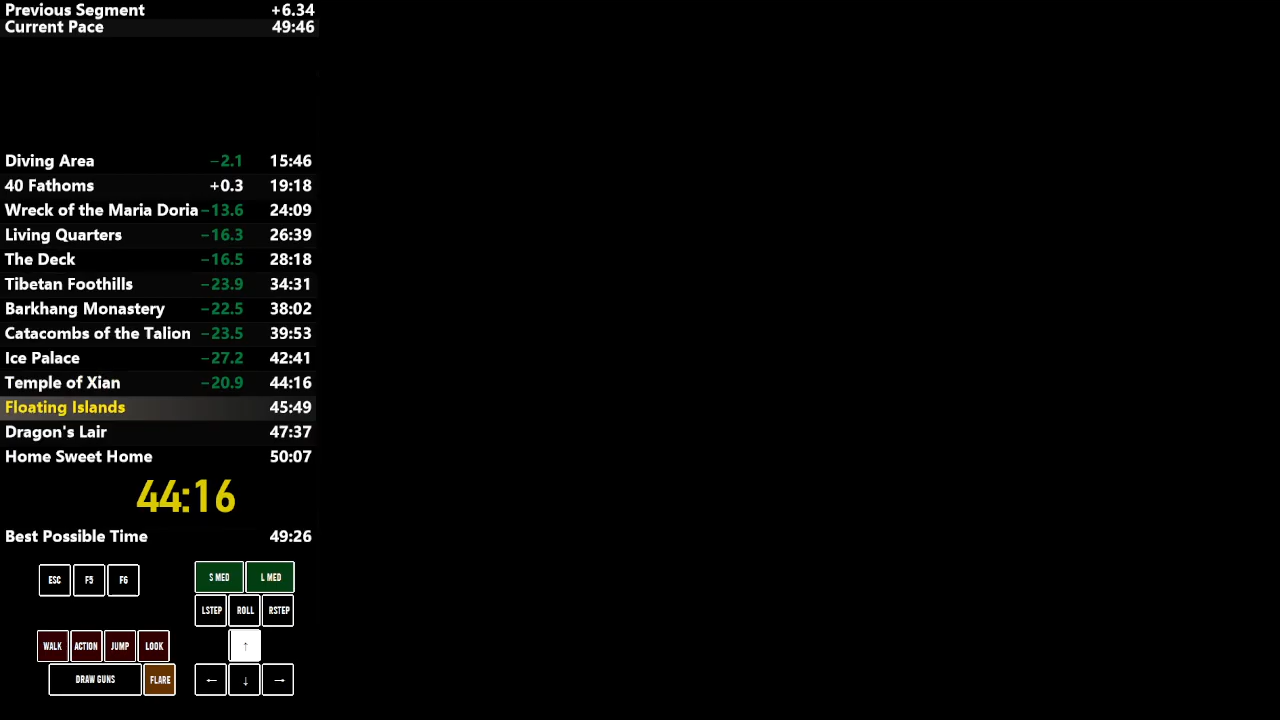 Previous Segment +6.34
Current Pace 49:46
Diving Area −2.1 15:46
40 Fathoms +0.3 19:18
Wreck of the Maria Doria −13.6 24:09
Living Quarters −16.3 26:39
The Deck −16.5 28:18
Tibetan Foothills −23.9 34:31
Barkhang Monastery −22.5 38:02
Catacombs of the Talion −23.5 39:53
Ice Palace −27.2 42:41
Temple of Xian −20.9 44:16
Floating Islands 45:49
Dragon's Lair 47:37
Home Sweet Home 50:07
44:16
Best Possible Time 49:26
ESC F5 F6 S MED L MED
LSTEP ROLL RSTEP
WALK ACTION JUMP LOOK ↑
DRAW GUNS FLARE ← ↓ →